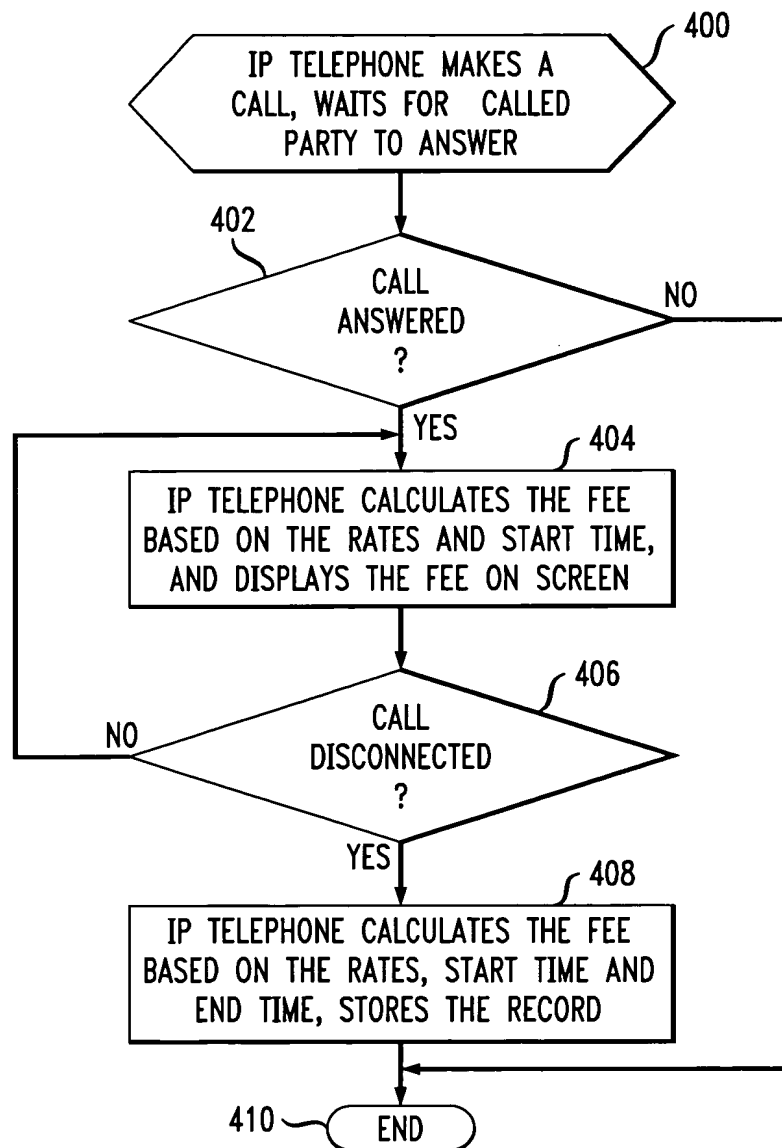 400
IP TELEPHONE MAKES A
CALL, WAITS FOR CALLED
PARTY TO ANSWER
402
CALL
ANSWERED
?
NO
YES
404
IP TELEPHONE CALCULATES THE FEE
BASED ON THE RATES AND START TIME,
AND DISPLAYS THE FEE ON SCREEN
406
CALL
DISCONNECTED
?
NO
YES
408
IP TELEPHONE CALCULATES THE FEE
BASED ON THE RATES, START TIME AND
END TIME, STORES THE RECORD
410
END